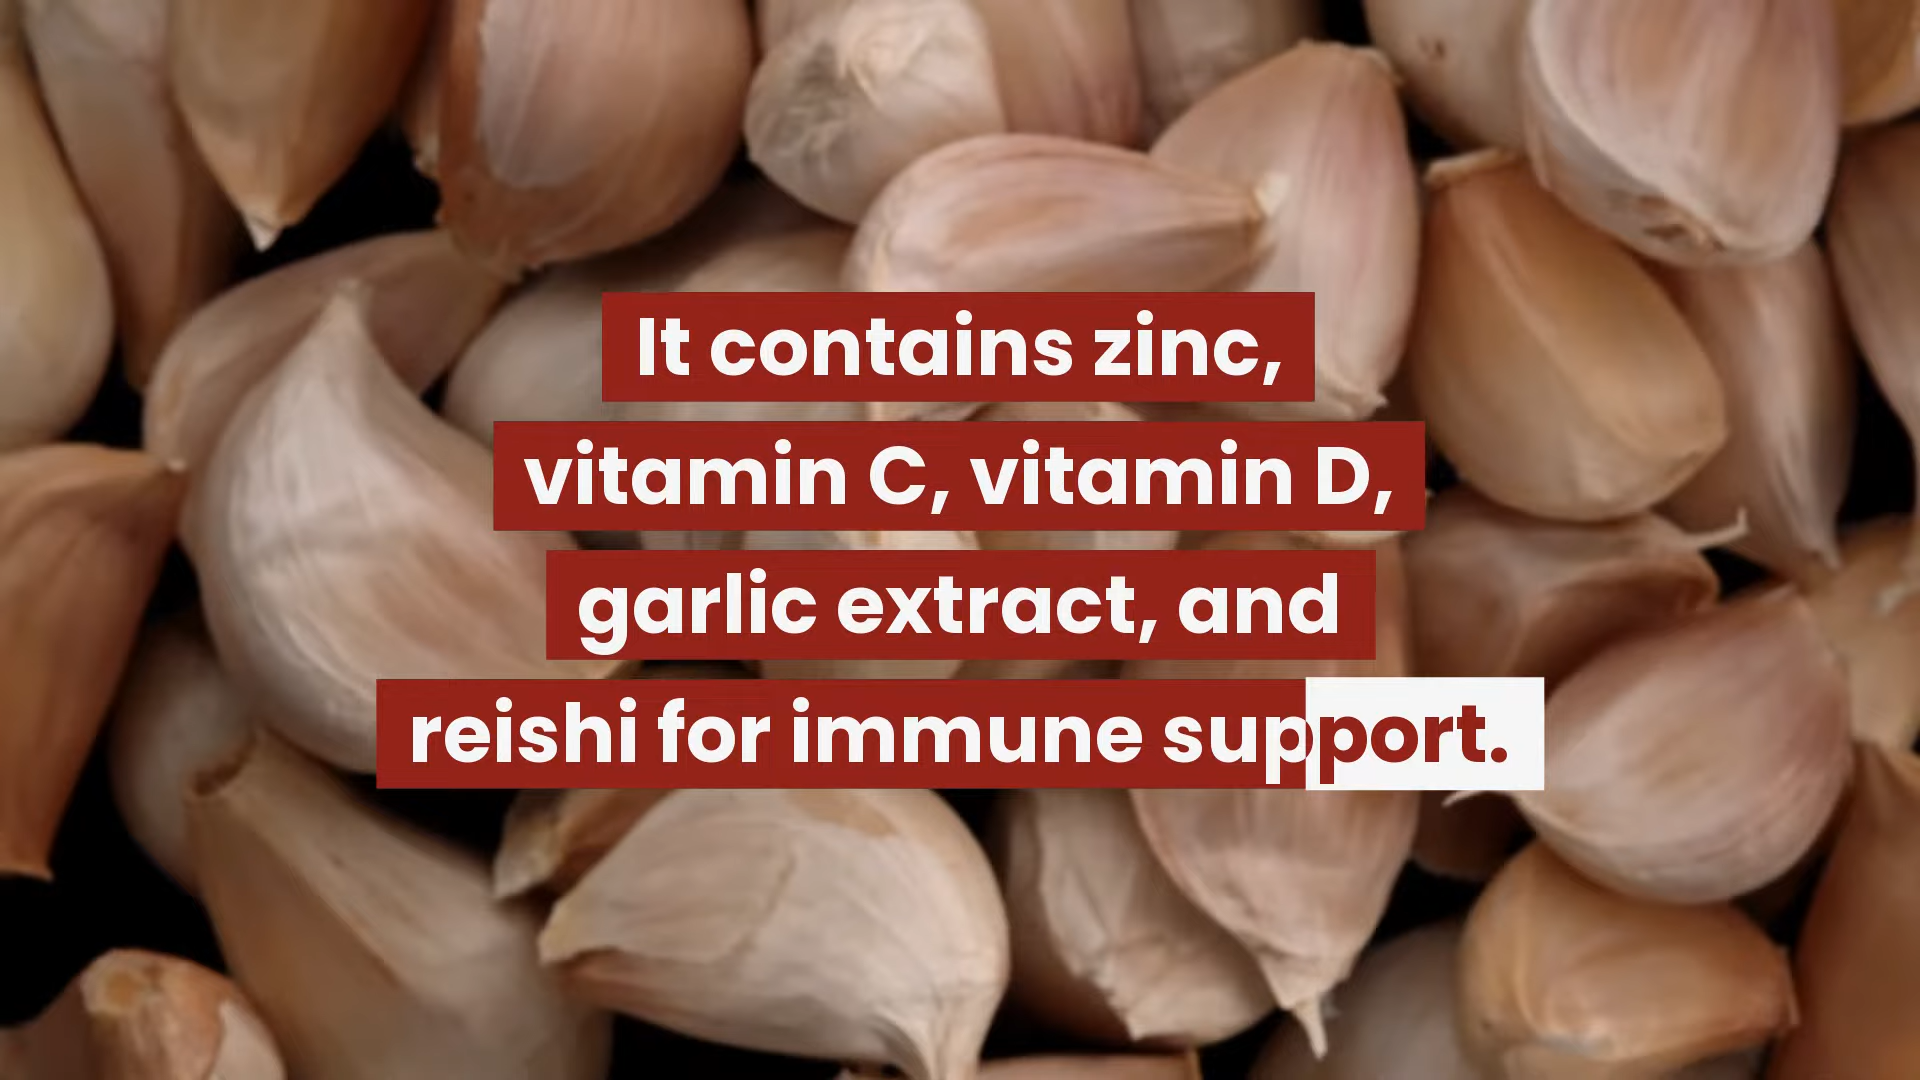 It contains zinc,
vitamin C, vitamin D,
garlic extract, and
reishi for immune support.